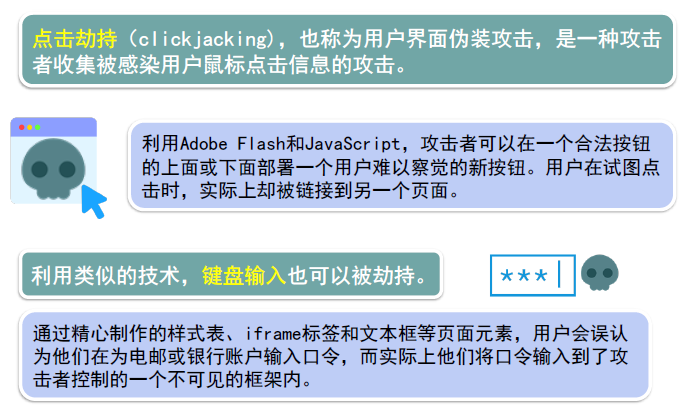 点击劫持（clickjacking），也称为用户界面伪装攻击，是一种攻击
者收集被感染用户鼠标点击信息的攻击。
利用Adobe Flash和JavaScript，攻击者可以在一个合法按钮
的上面或下面部署一个用户难以察觉的新按钮。用户在试图点
击时，实际上却被链接到另一个页面。
利用类似的技术，键盘输入也可以被劫持。
***|
通过精心制作的样式表、iframe标签和文本框等页面元素，用户会误认
为他们在为电邮或银行账户输入口令，而实际上他们将口令输入到了攻
击者控制的一个不可见的框架内。